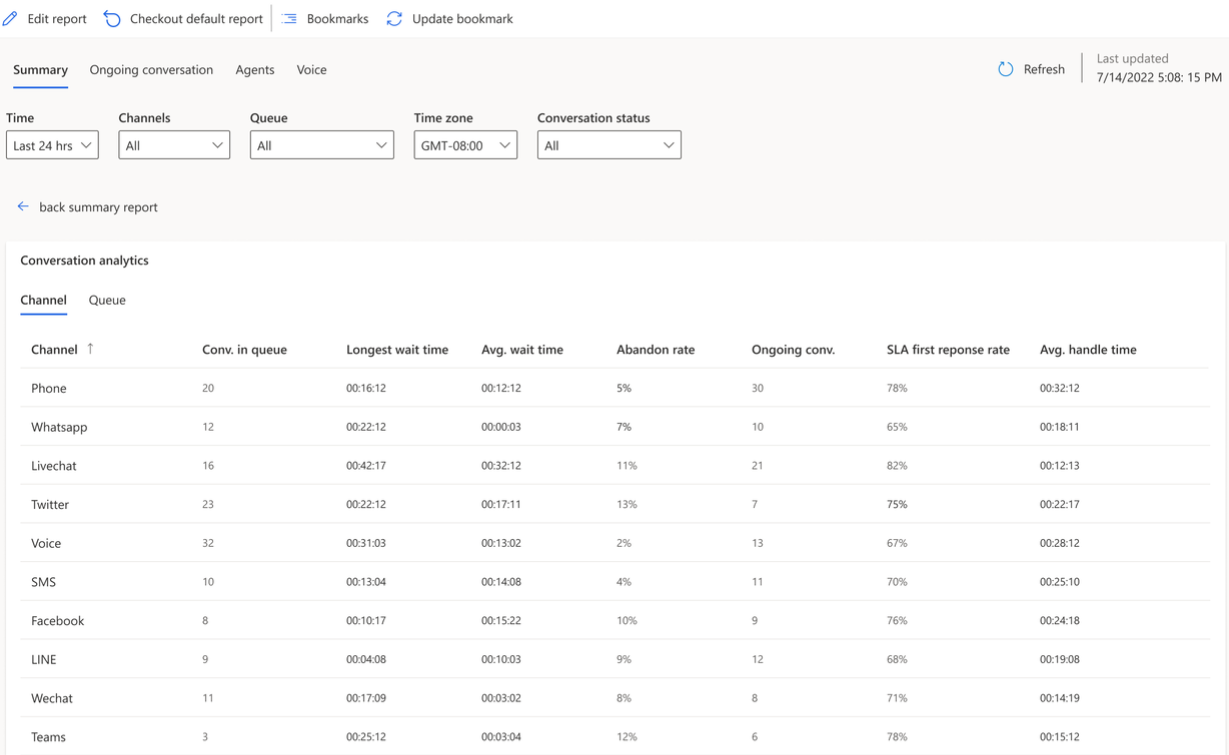 Edit report Checkout default report Bookmarks Update bookmark
Summary Ongoing conversation Agents Voice Refresh Last updated
7/14/2022 5:08: 15 PM
Time Channels Queue Time zone Conversation status
Last 24 hrs All All GMT-08:00 All
back summary report
Conversation analytics
Channel Queue
Channel ↑ Conv. in queue Longest wait time Avg. wait time Abandon rate Ongoing conv. SLA first reponse rate Avg. handle time
Phone 20 00:16:12 00:12:12 5% 30 78% 00:32:12
Whatsapp 12 00:22:12 00:00:03 7% 10 65% 00:18:11
Livechat 16 00:42:17 00:32:12 11% 21 82% 00:12:13
Twitter 23 00:22:12 00:17:11 13% 7 75% 00:22:17
Voice 32 00:31:03 00:13:02 2% 13 67% 00:28:12
SMS 10 00:13:04 00:14:08 4% 11 70% 00:25:10
Facebook 8 00:10:17 00:15:22 10% 9 76% 00:24:18
LINE 9 00:04:08 00:10:03 9% 12 68% 00:19:08
Wechat 11 00:17:09 00:03:02 8% 8 71% 00:14:19
Teams 3 00:25:12 00:03:04 12% 6 78% 00:15:12